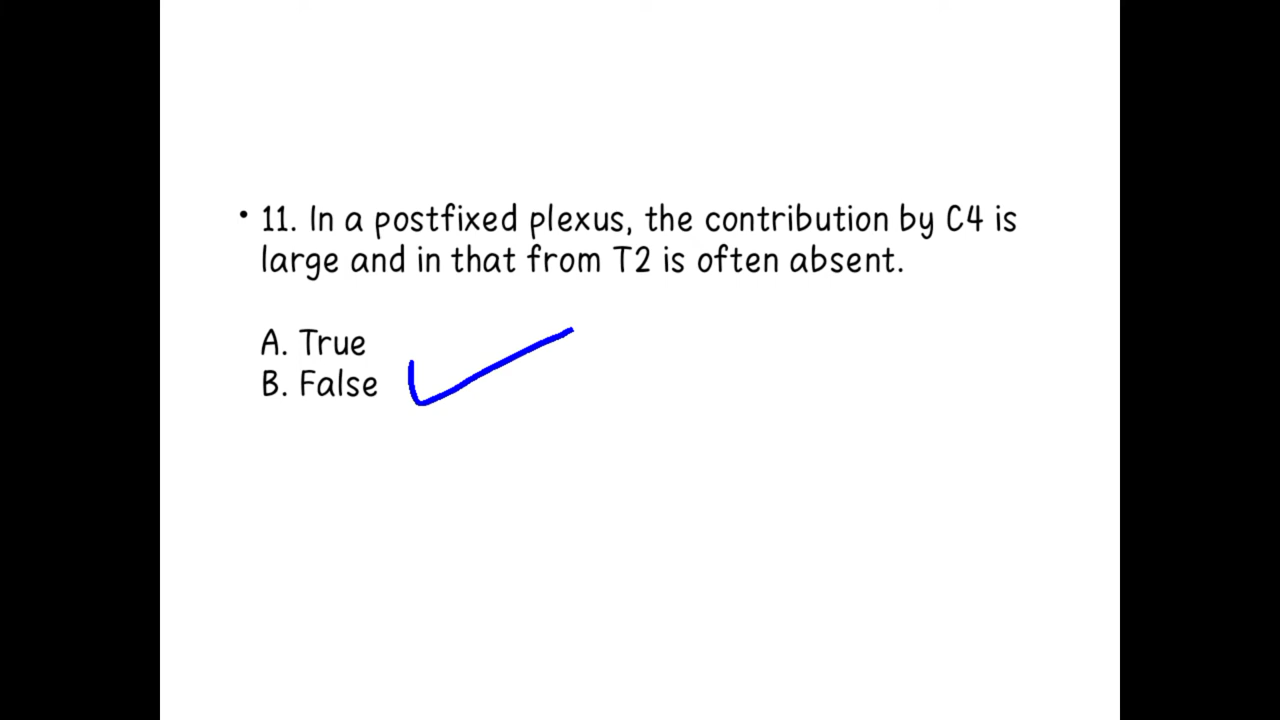 • 11. In a postfixed plexus, the contribution by C4 is
large and in that from T2 is often absent.
A. True
B. False